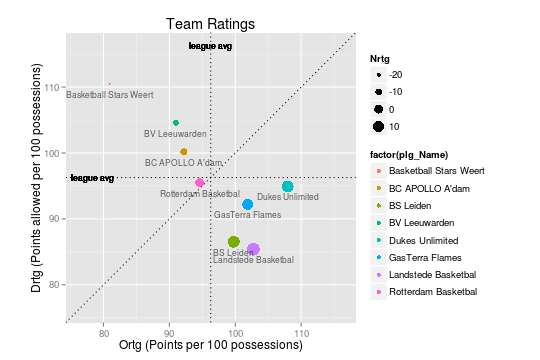 Team Ratings
league avg
Nrtg
-20
-10
0
10
110
100
90
80
Drtg (Points allowed per 100 possessions)
Basketball Stars Weert
BV Leeuwarden
BC APOLLO A'dam
league avg
Rotterdam Basketbal
Dukes Unlimited
GasTerra Flames
BS Leiden
Landstede Basketbal
80
90
100
110
Ortg (Points per 100 possessions)
factor(plg_Name)
Basketball Stars Weert
BC APOLLO A'dam
BS Leiden
BV Leeuwarden
Dukes Unlimited
GasTerra Flames
Landstede Basketbal
Rotterdam Basketbal